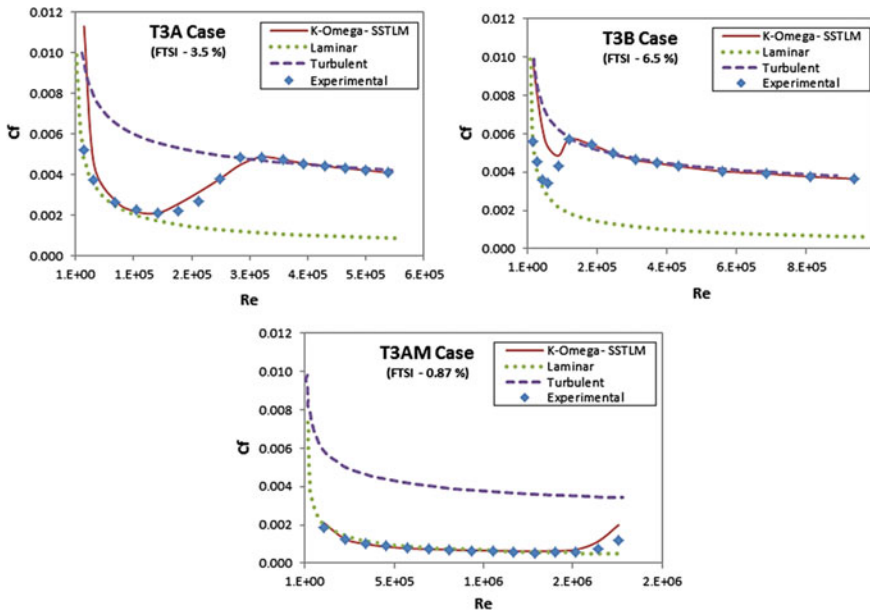 T3A Case
(FTSI - 3.5 %)
K-Omega- SSTLM
Laminar
Turbulent
Experimental
0.012
0.010
0.008
0.006
0.004
0.002
0.000
Cf
1.E+00
1.E+05
2.E+05
3.E+05
4.E+05
5.E+05
6.E+05
Re
T3B Case
(FTSI - 6.5 %)
K-Omega- SSTLM
Laminar
Turbulent
Experimental
0.012
0.010
0.008
0.006
0.004
0.002
0.000
Cf
1.E+00
2.E+05
4.E+05
6.E+05
8.E+05
Re
T3AM Case
(FTSI - 0.87 %)
K-Omega- SSTLM
Laminar
Turbulent
Experimental
0.012
0.010
0.008
0.006
0.004
0.002
0.000
Cf
1.E+00
5.E+05
1.E+06
2.E+06
2.E+06
Re